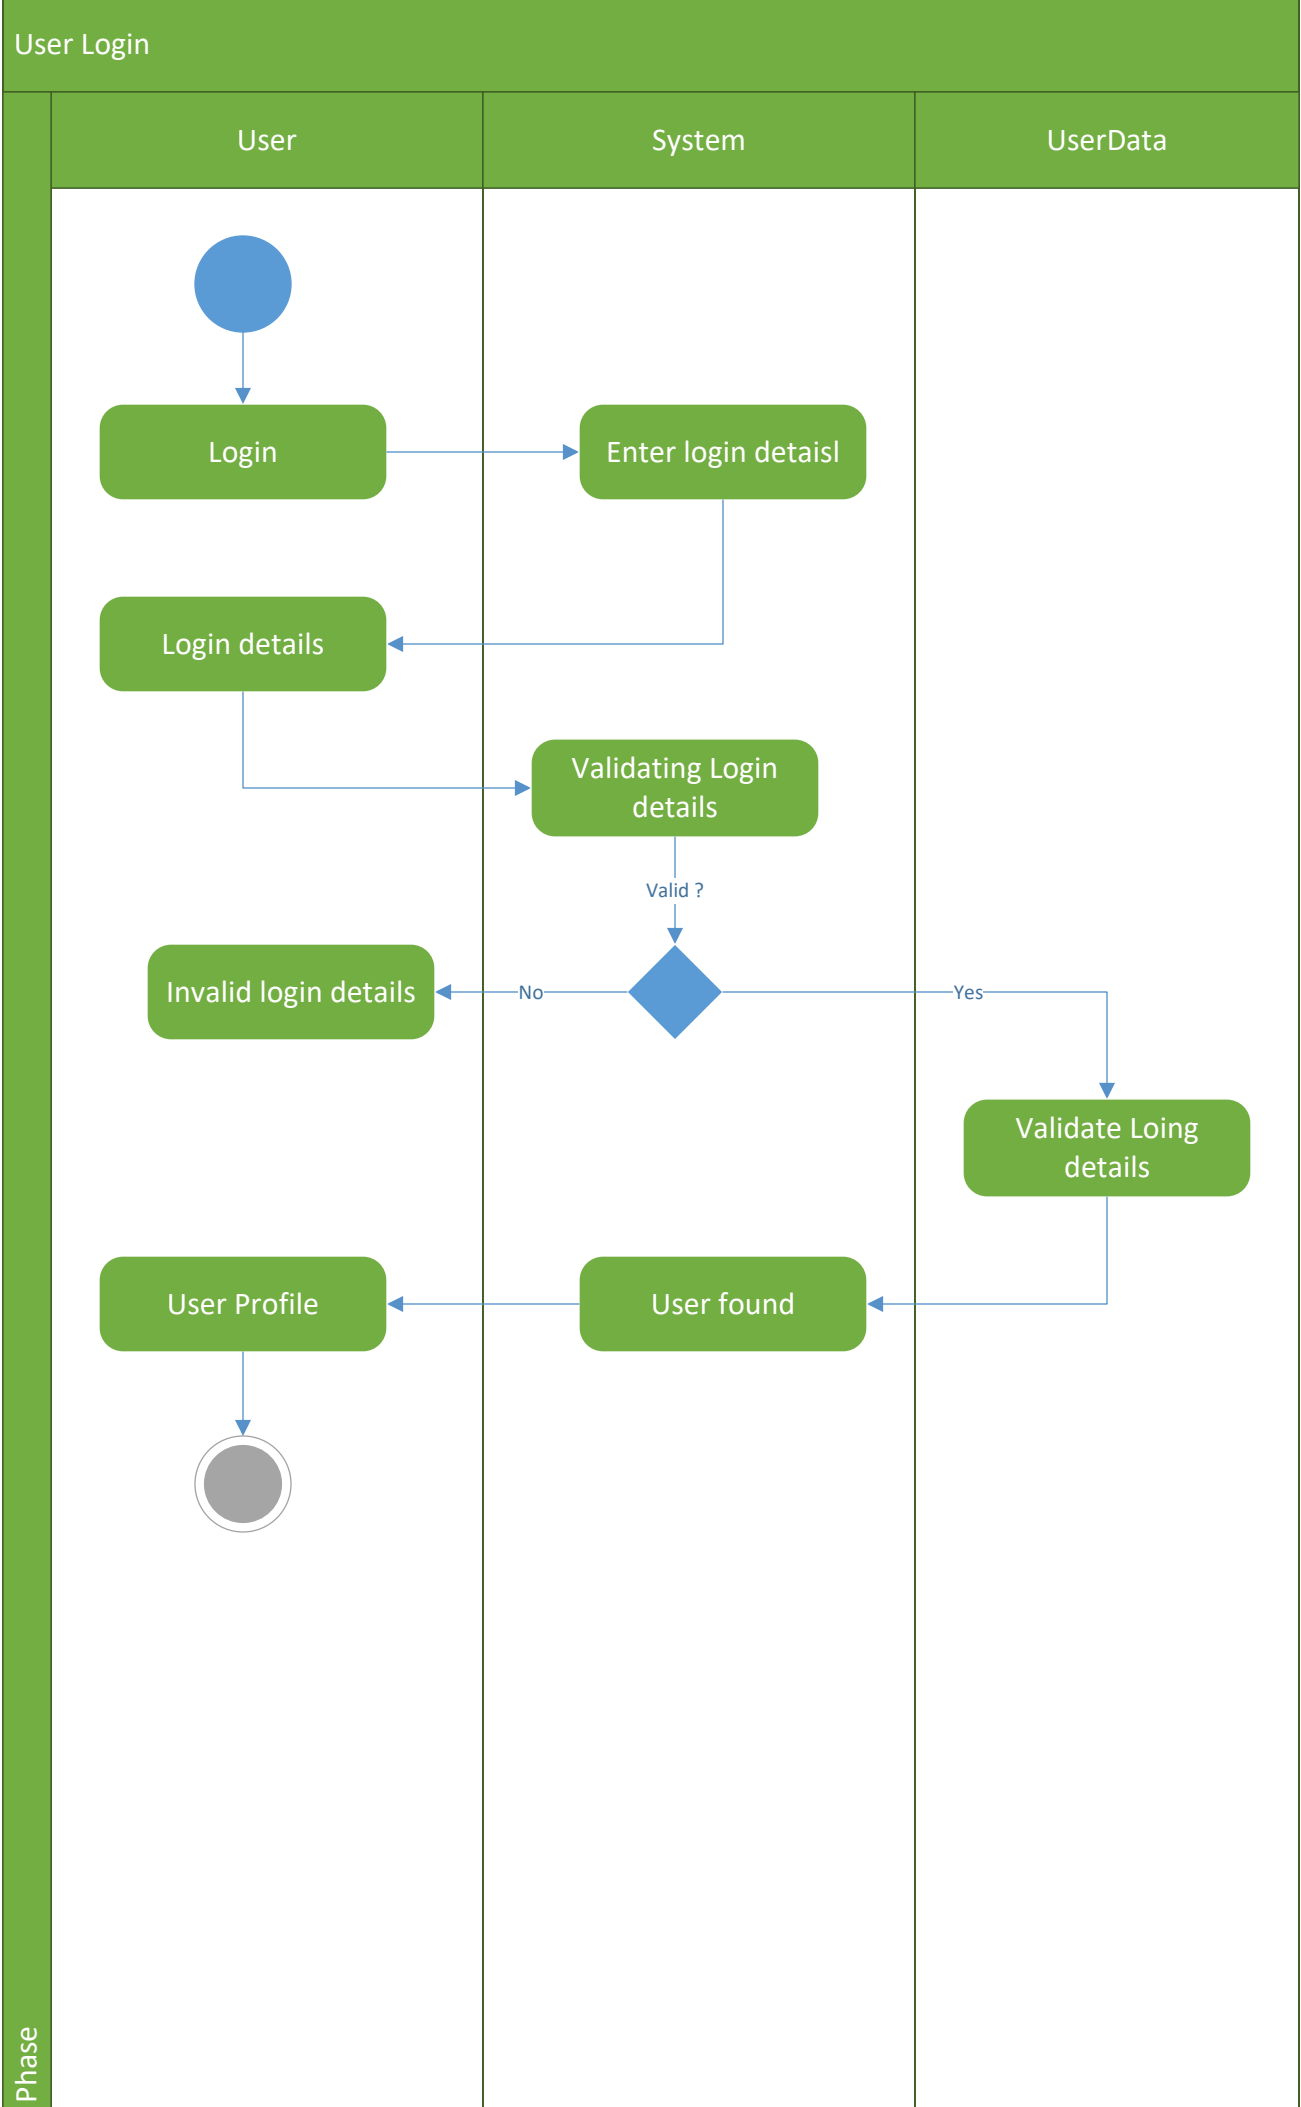 User Login
User
System
UserData
Login
Enter login detaisl
Login details
Validating Login
details
Valid ?
Invalid login details
No
Yes
Validate Loing
details
User Profile
User found
Phase